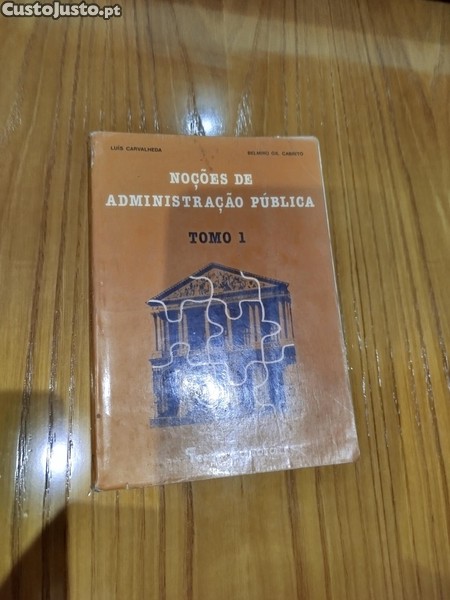 CustoJusto.pt
LUÍS CARVALHEDA
BELMIRO GIL CABRITO
NOÇÕES DE
ADMINISTRAÇÃO PÚBLICA
TOMO 1